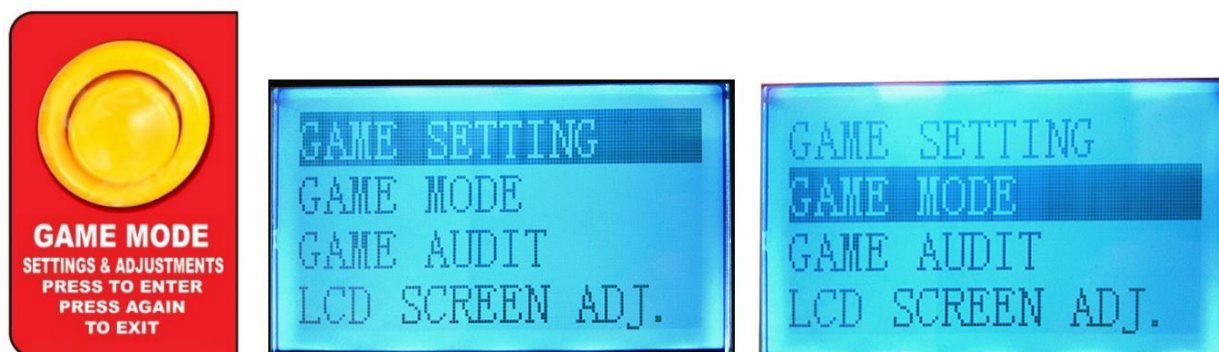 GAME MODE
SETTINGS & ADJUSTMENTS
PRESS TO ENTER
PRESS AGAIN
TO EXIT
GAME SETTING
GAME MODE
GAME AUDIT
LCD SCREEN ADJ.
GAME SETTING
GAME MODE
GAME AUDIT
LCD SCREEN ADJ.